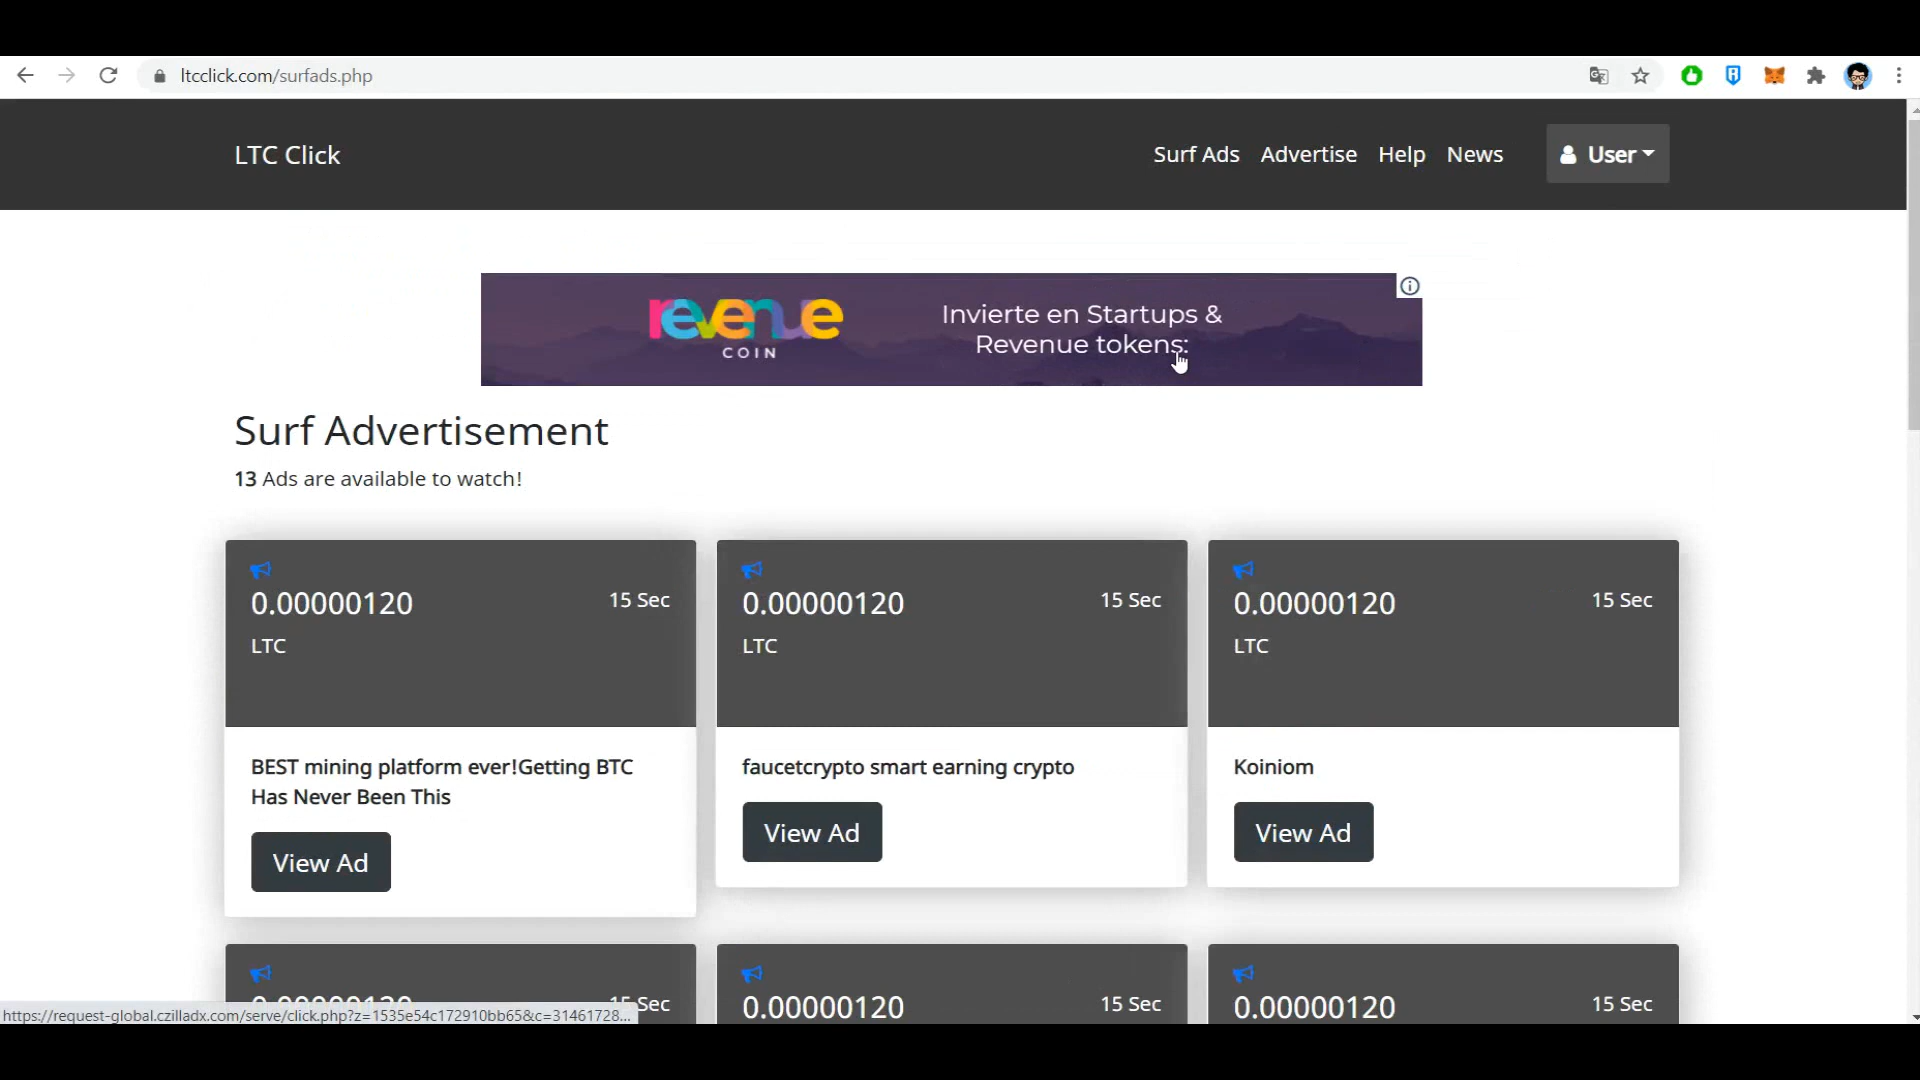 ltcclick.com/surfads.php
LTC Click
Surf Ads Advertise Help News User
revenue
COIN
Invierte en Startups &
Revenue tokens:
Surf Advertisement
13 Ads are available to watch!
0.00000120 15 Sec
LTC
BEST mining platform ever!Getting BTC
Has Never Been This
View Ad
0.00000120 15 Sec
LTC
faucetcrypto smart earning crypto
View Ad
0.00000120 15 Sec
LTC
Koiniom
View Ad
0.00000120 15 Sec
0.00000120 15 Sec
0.00000120 15 Sec
https://request-global.czilladx.com/serve/click.php?z=1535e54c172910bb65&c=31461728...